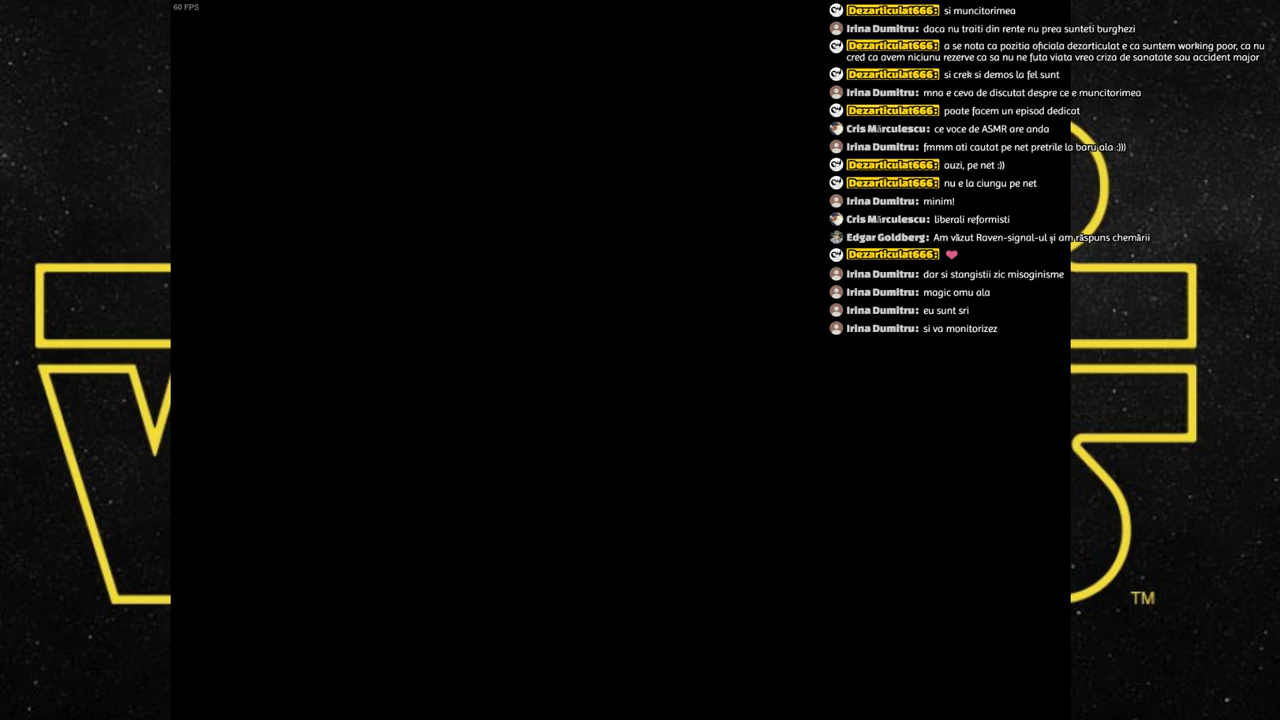 60 FPS
Dezarticulat666: si muncitorimea
Irina Dumitru: daca nu traiti din rente nu prea sunteti burghezi
Dezarticulat666: a se nota ca pozitia oficiala dezarticulat e ca suntem working poor, ca nu
cred ca avem niciunu rezerve ca sa nu ne futa viata vreo criza de sanatate sau accident major
Dezarticulat666: si crek si demos la fel sunt
Irina Dumitru: mna e ceva de discutat despre ce e muncitorimea
Dezarticulat666: poate facem un episod dedicat
Cris Mărculescu: ce voce de ASMR are anda
Irina Dumitru: fmmm ati cautat pe net pretrile la baru ala :)))
Dezarticulat666: auzi, pe net :))
Dezarticulat666: nu e la ciungu pe net
Irina Dumitru: minim!
Cris Mărculescu: liberali reformisti
Edgar Goldberg: Am văzut Raven-signal-ul și am răspuns chemării
Dezarticulat666: ❤
Irina Dumitru: dar si stangistii zic misoginisme
Irina Dumitru: magic omu ala
Irina Dumitru: eu sunt sri
Irina Dumitru: si va monitorizez
TM